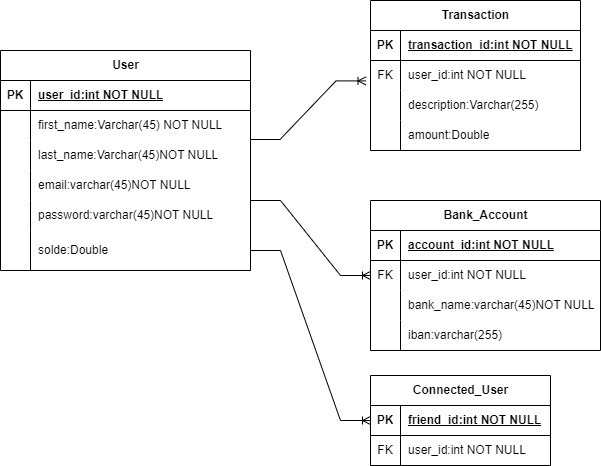 User
PK user_id:int NOT NULL
first_name:Varchar(45) NOT NULL
last_name:Varchar(45)NOT NULL
email:varchar(45)NOT NULL
password:varchar(45)NOT NULL
solde:Double
Transaction
PK transaction_id:int NOT NULL
FK user_id:int NOT NULL
description:Varchar(255)
amount:Double
Bank_Account
PK account_id:int NOT NULL
FK user_id:int NOT NULL
bank_name:varchar(45)NOT NULL
iban:varchar(255)
Connected_User
PK friend_id:int NOT NULL
FK user_id:int NOT NULL